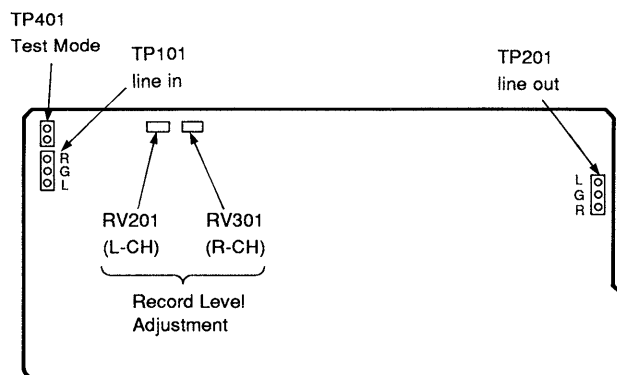 TP401
Test Mode
TP101
line in
TP201
line out
R
G
L
L
G
R
RV201
(L-CH)
RV301
(R-CH)
Record Level
Adjustment